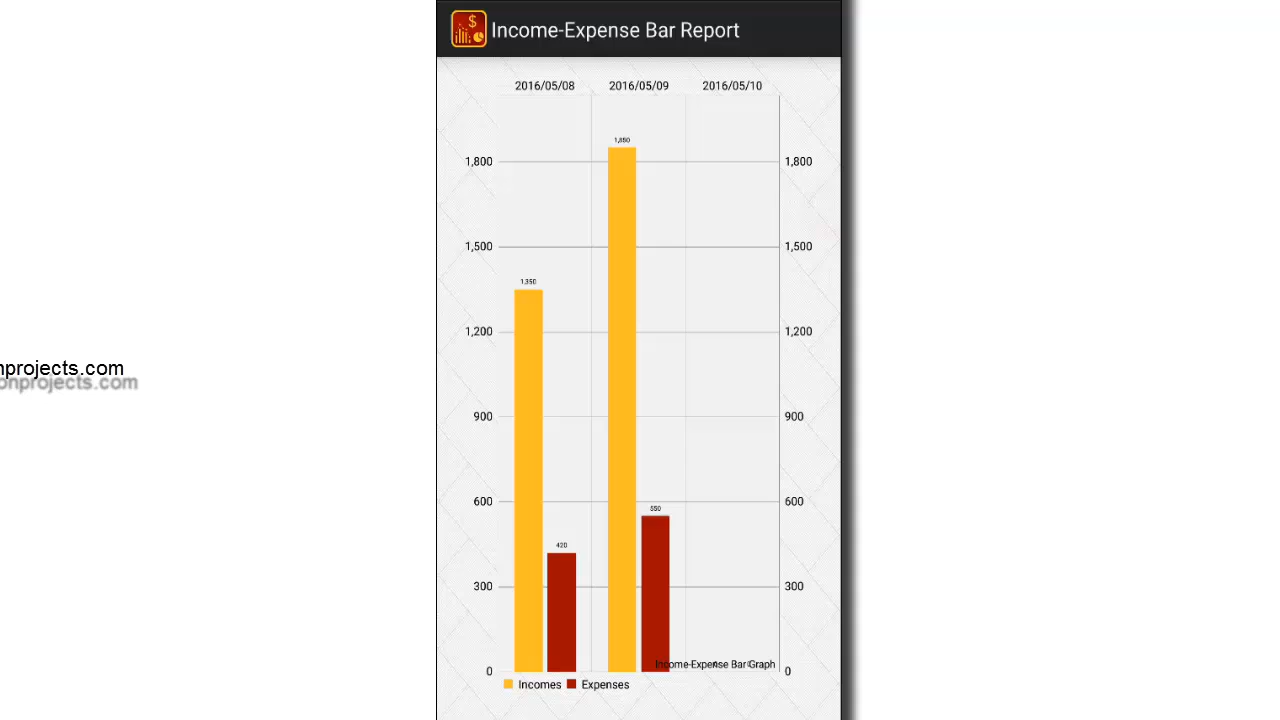 $
Income-Expense Bar Report
2016/05/08 2016/05/09 2016/05/10
1,850
1,800 1,800
1,500 1,500
1,350
1,200 1,200
onprojects.com
900 900
600 600
550
420
300 300
Income-Expense Bar Graph
0 0
Incomes Expenses